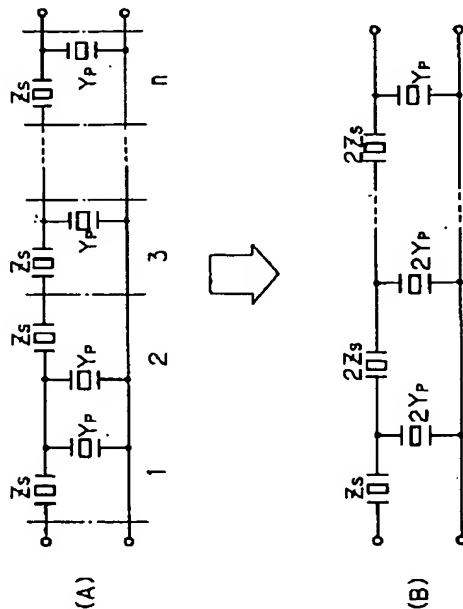 (A)
Zs Zs Zs Zs
Yp Yp Yp Yp
1 2 3 n
(B)
Zs 2Zs 2Zs
2Yp 2Yp Yp